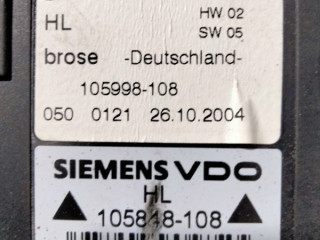 HW 02
HL
SW 05
brose -Deutschland-
105998-108
050 0121 26.10.2004
SIEMENS VDO
HL
105848-108